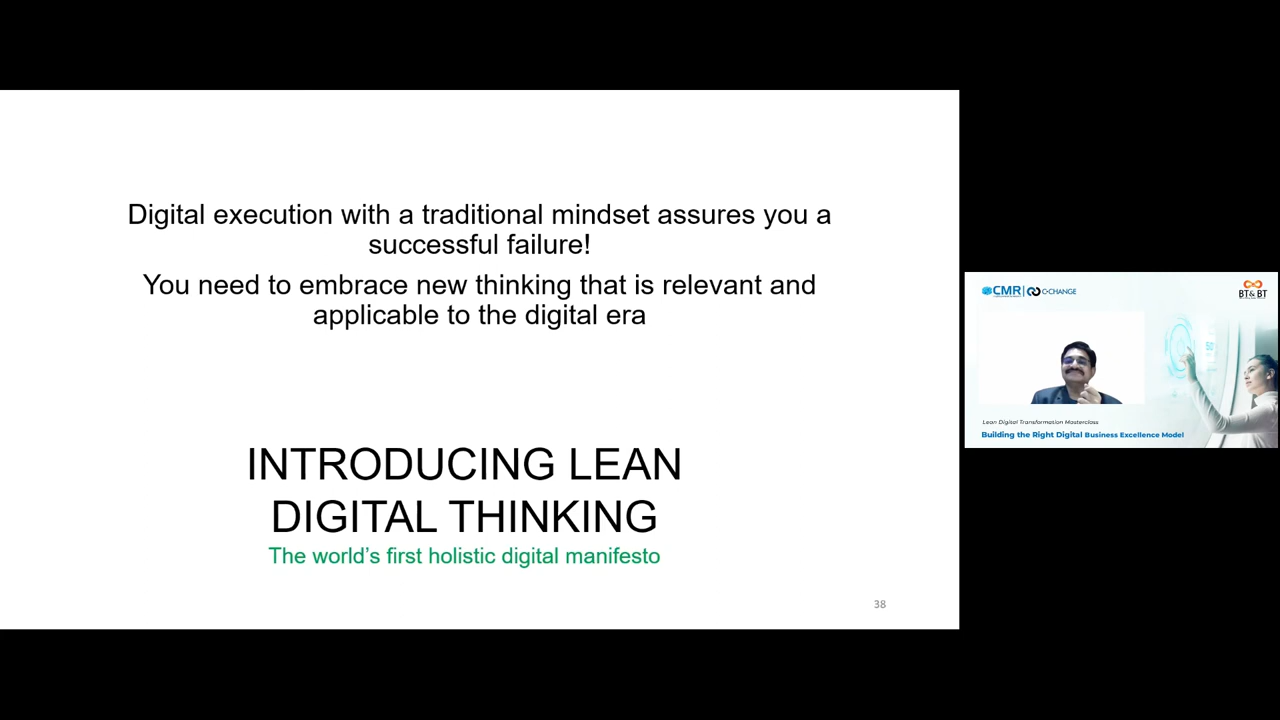 Digital execution with a traditional mindset assures you a
successful failure!
You need to embrace new thinking that is relevant and
applicable to the digital era
INTRODUCING LEAN
DIGITAL THINKING
The world's first holistic digital manifesto
38
CMR C-CHANGE
BT& BT
Lean Digital Transformation Masterclass
Building the Right Digital Business Excellence Model